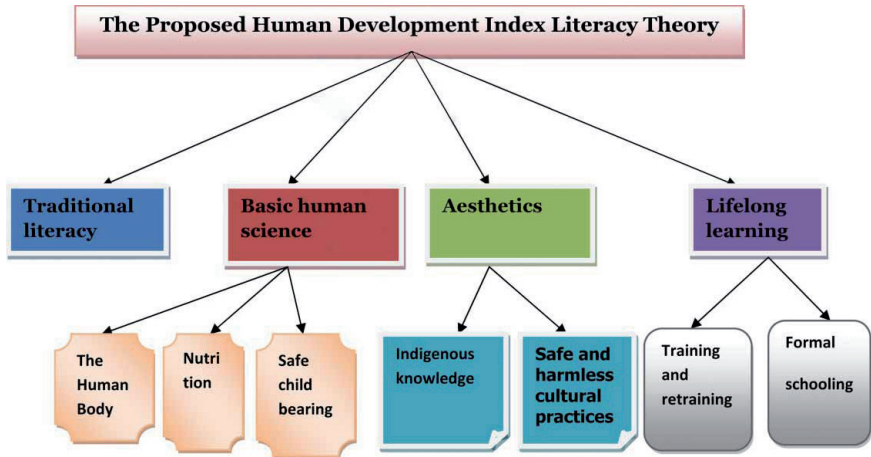 The Proposed Human Development Index Literacy Theory
Traditional
literacy
Basic human
science
Aesthetics
Lifelong
learning
The
Human
Body
Nutri
tion
Safe
child
bearing
Indigenous
knowledge
Safe and
harmless
cultural
practices
Training
and
retraining
Formal
schooling